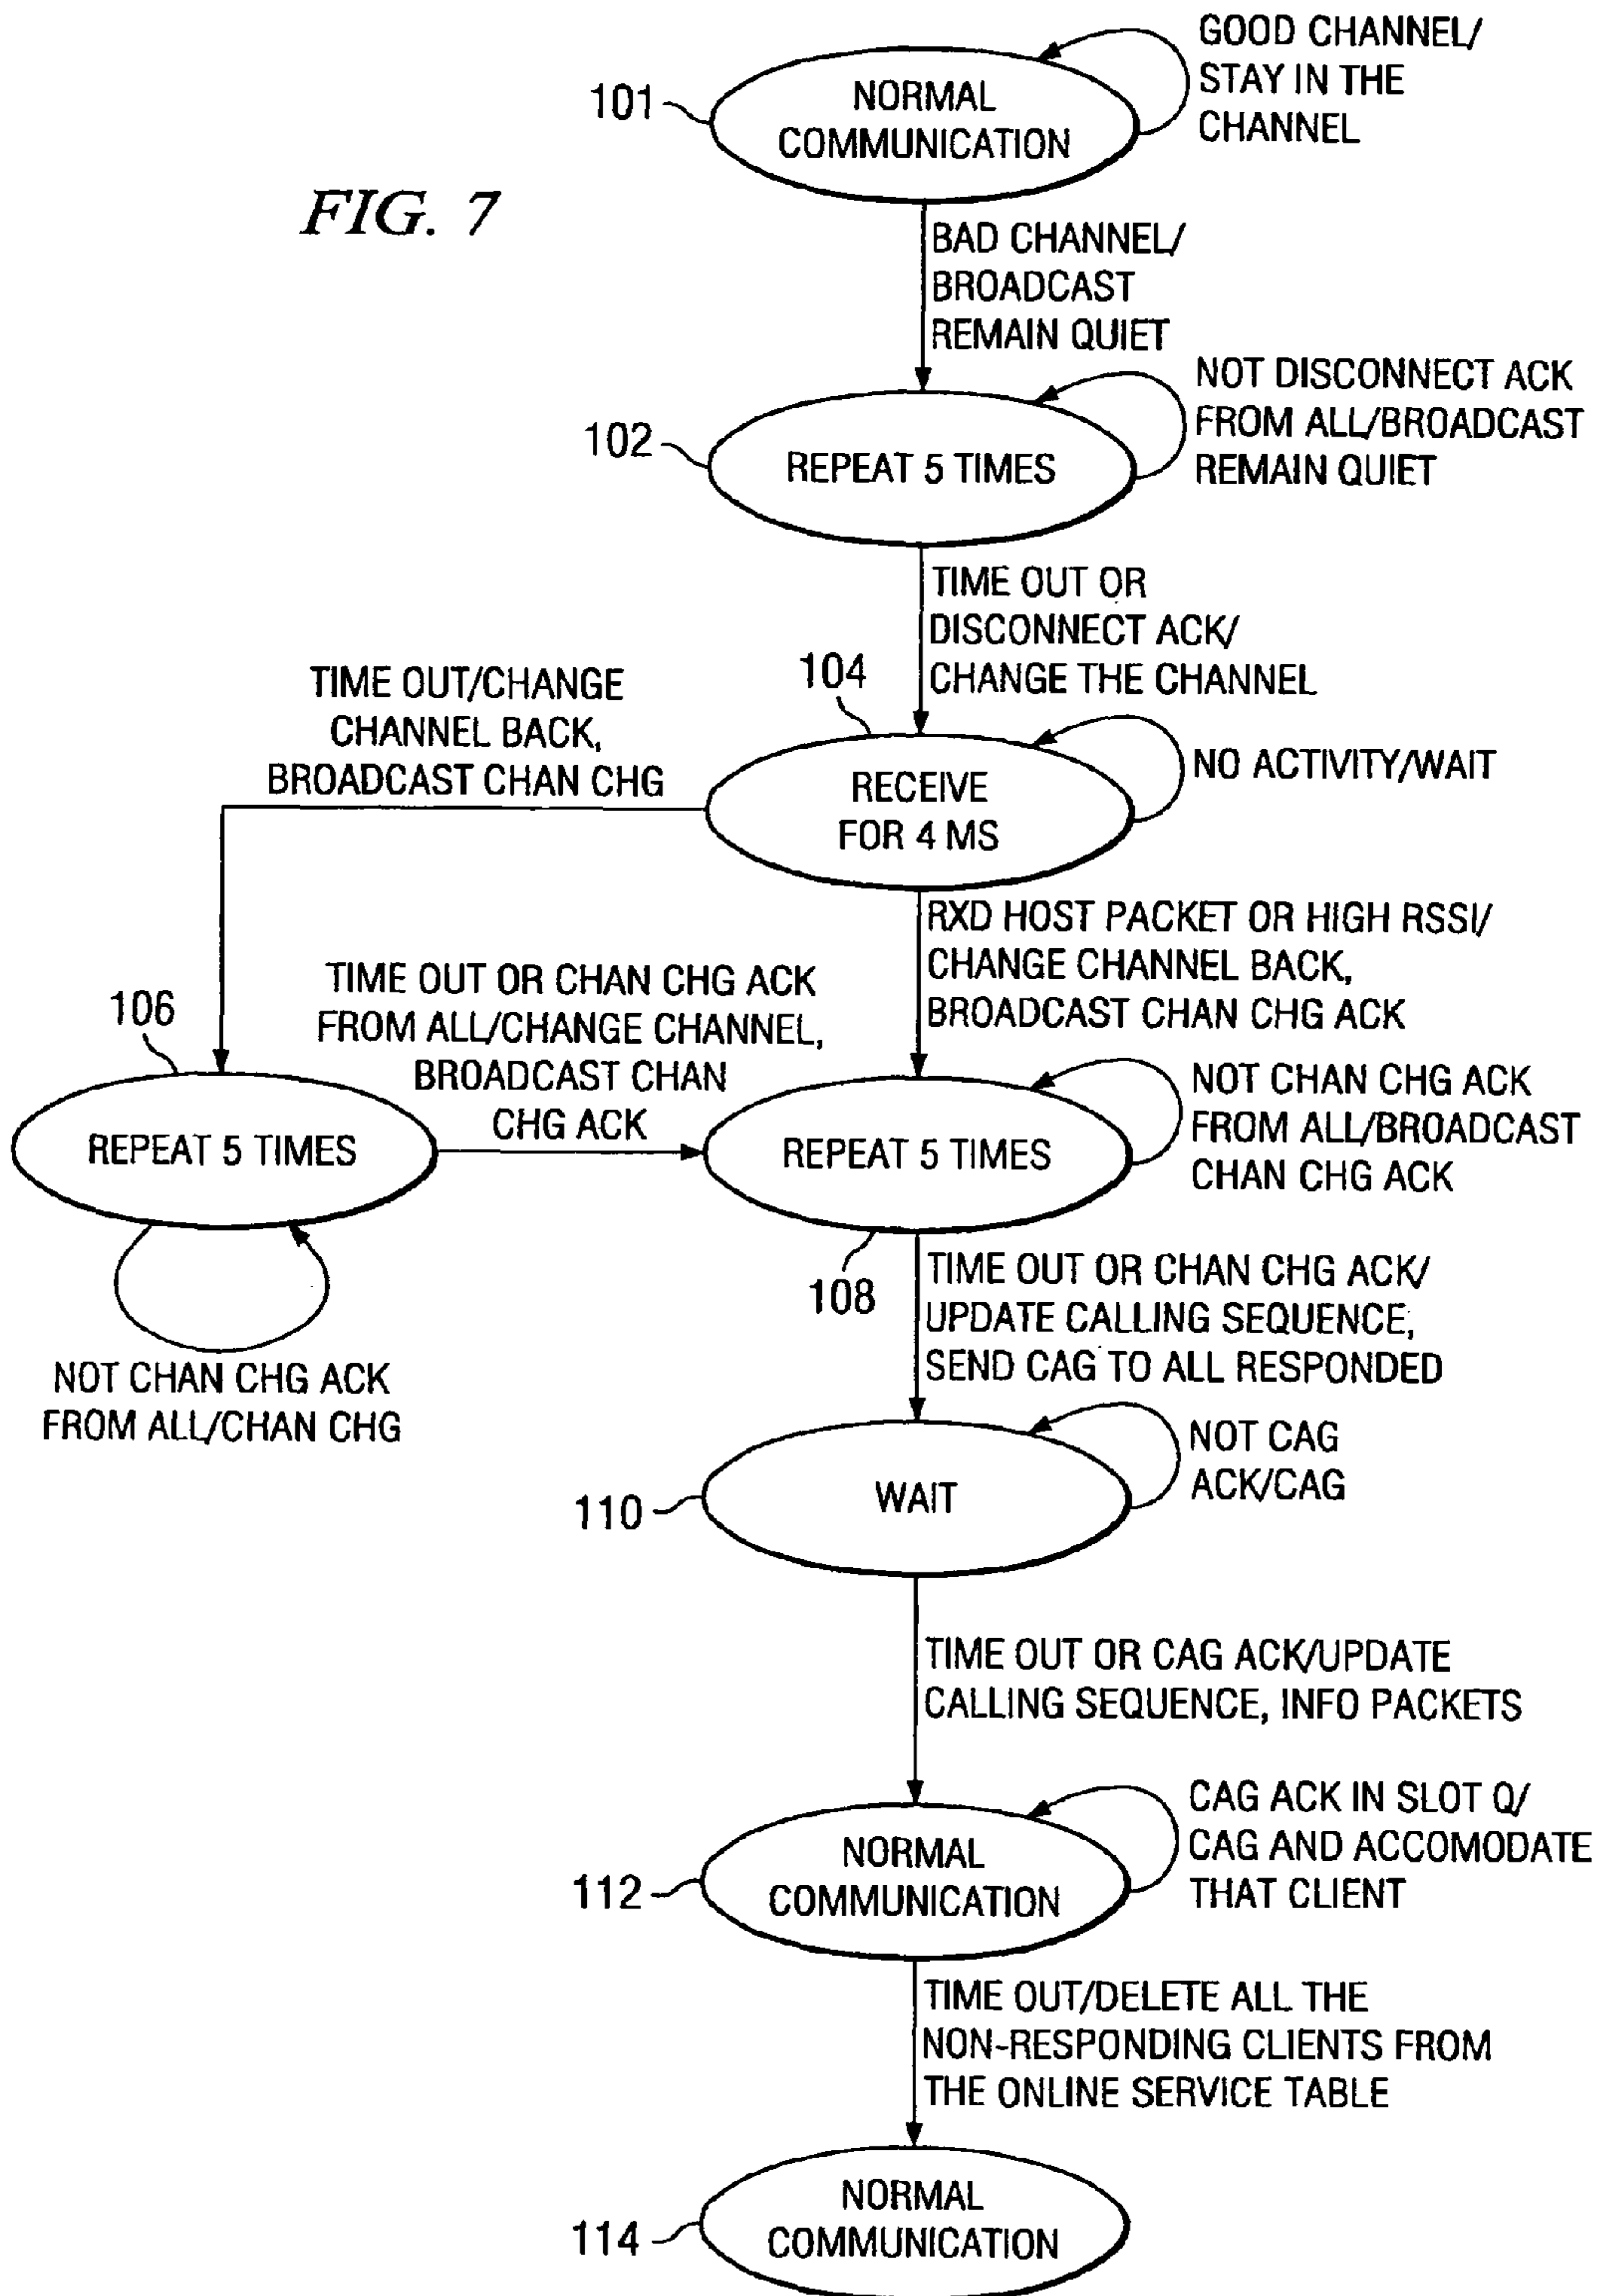 FIG. 7
101
NORMAL
COMMUNICATION
GOOD CHANNEL/
STAY IN THE
CHANNEL
BAD CHANNEL/
BROADCAST
REMAIN QUIET
102
REPEAT 5 TIMES
NOT DISCONNECT ACK
FROM ALL/BROADCAST
REMAIN QUIET
TIME OUT OR
DISCONNECT ACK/
CHANGE THE CHANNEL
104
RECEIVE
FOR 4 MS
NO ACTIVITY/WAIT
TIME OUT/CHANGE
CHANNEL BACK,
BROADCAST CHAN CHG
RXD HOST PACKET OR HIGH RSSI/
CHANGE CHANNEL BACK,
BROADCAST CHAN CHG ACK
106
REPEAT 5 TIMES
TIME OUT OR CHAN CHG ACK
FROM ALL/CHANGE CHANNEL,
BROADCAST CHAN
CHG ACK
NOT CHAN CHG ACK
FROM ALL/CHAN CHG
108
REPEAT 5 TIMES
NOT CHAN CHG ACK
FROM ALL/BROADCAST
CHAN CHG ACK
TIME OUT OR CHAN CHG ACK/
UPDATE CALLING SEQUENCE,
SEND CAG TO ALL RESPONDED
110
WAIT
NOT CAG
ACK/CAG
TIME OUT OR CAG ACK/UPDATE
CALLING SEQUENCE, INFO PACKETS
112
NORMAL
COMMUNICATION
CAG ACK IN SLOT Q/
CAG AND ACCOMODATE
THAT CLIENT
TIME OUT/DELETE ALL THE
NON-RESPONDING CLIENTS FROM
THE ONLINE SERVICE TABLE
114
NORMAL
COMMUNICATION